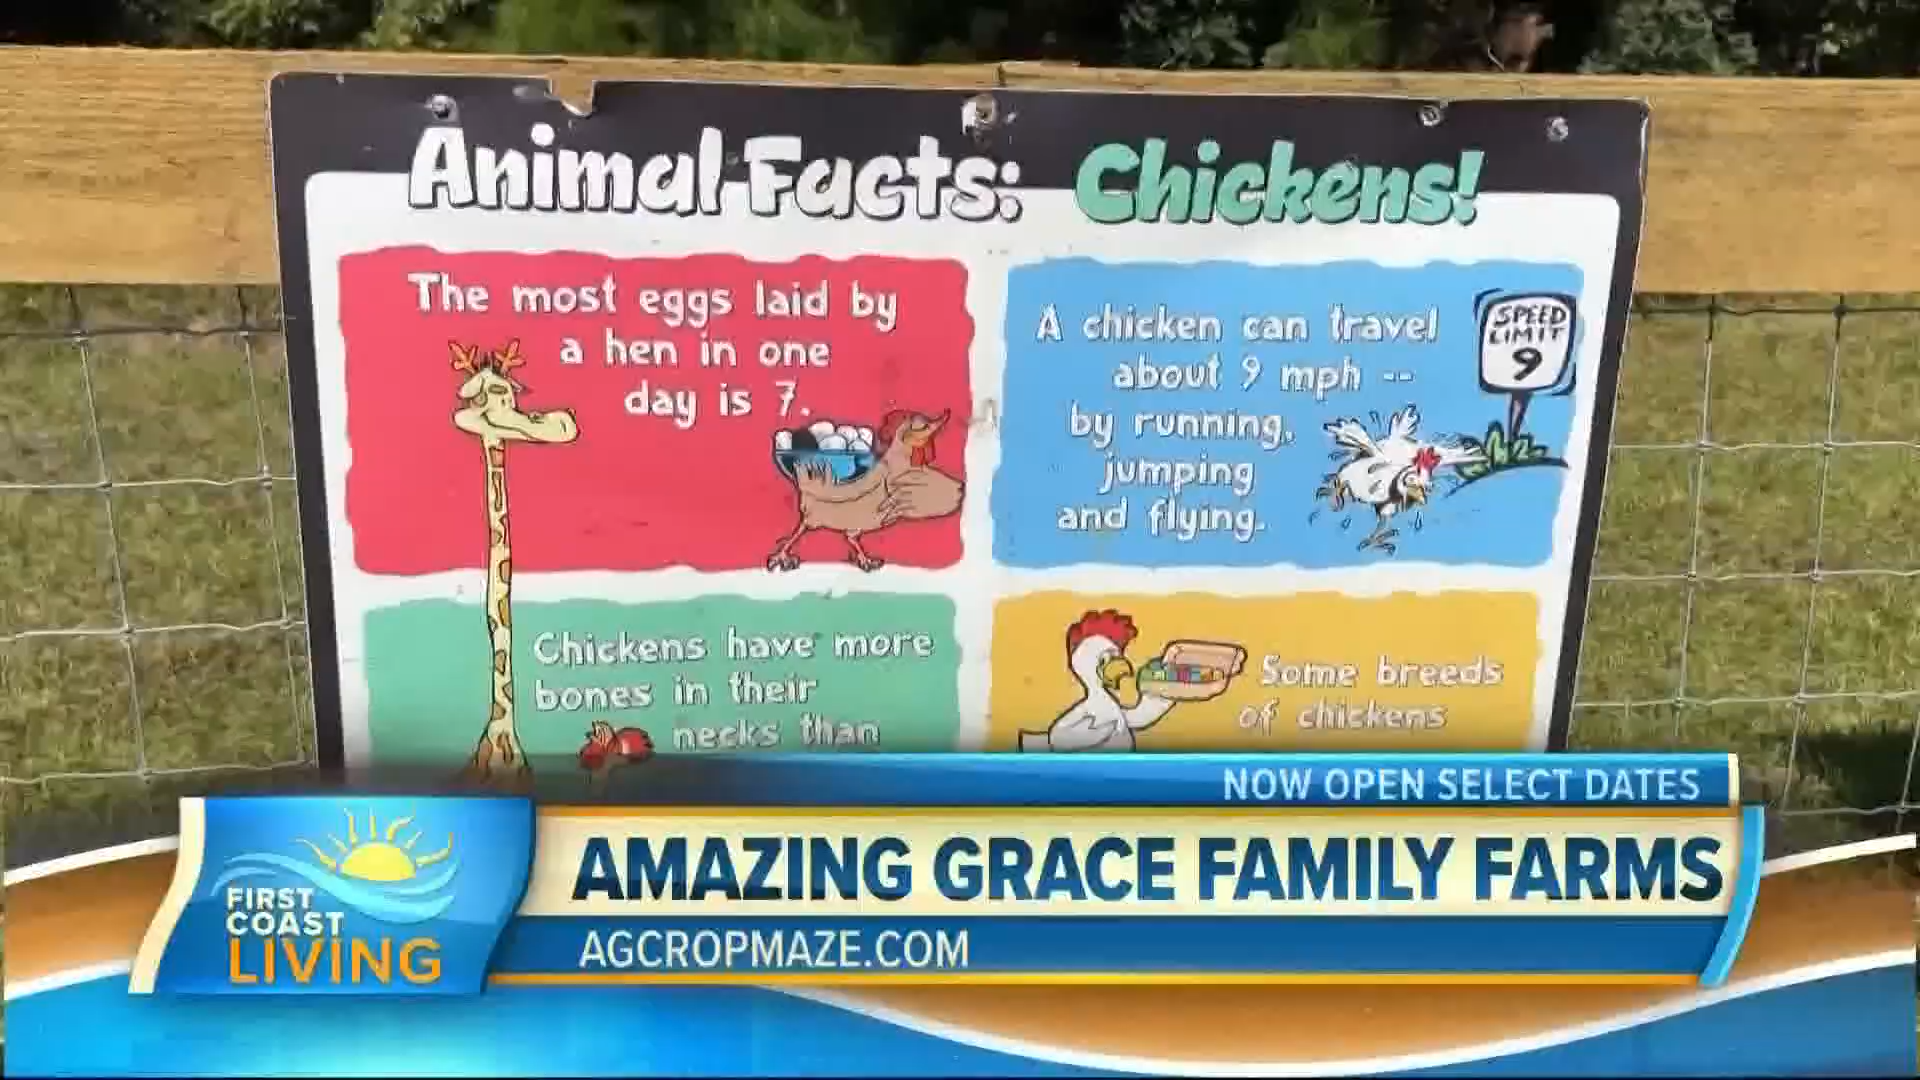 Animal Facts: Chickens!
The most eggs laid by
a hen in one
day is 7.
A chicken can travel
about 9 mph --
by running,
jumping
and flying.
SPEED
LIMIT
9
Chickens have more
bones in their
necks than
Some breeds
of chickens
NOW OPEN SELECT DATES
AMAZING GRACE FAMILY FARMS
AGCROPMAZE.COM
FIRST
COAST
LIVING